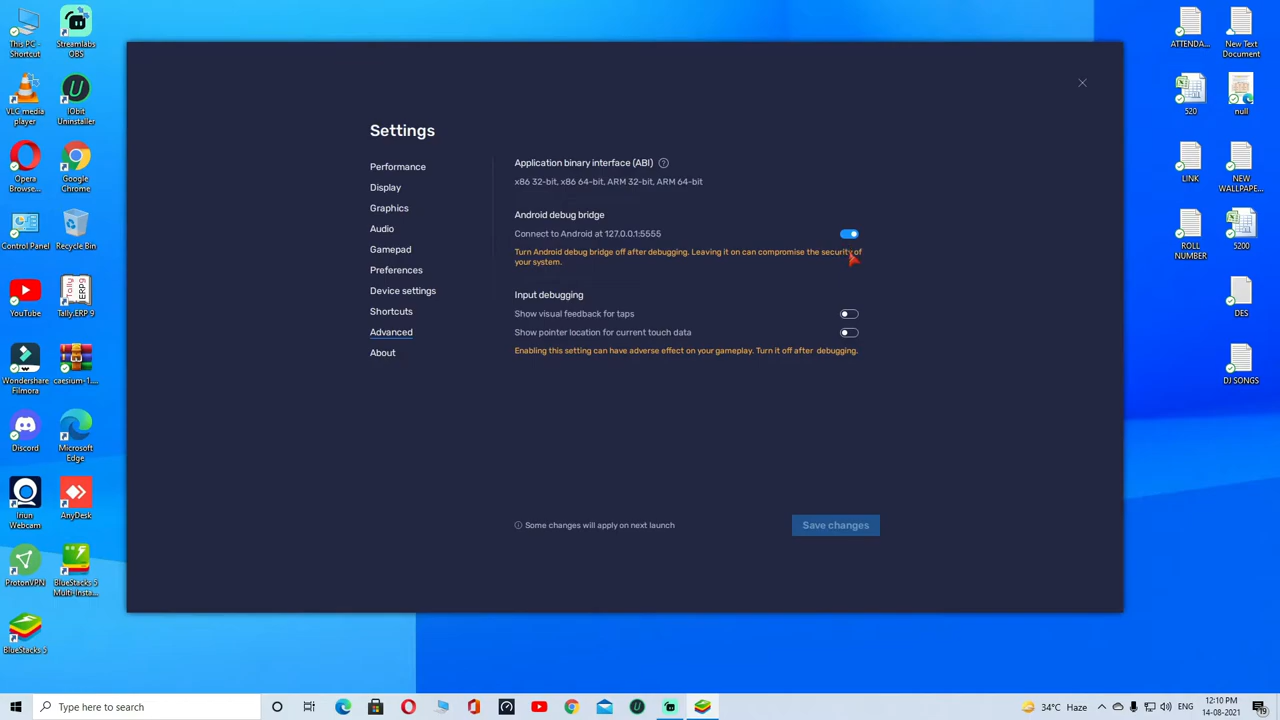 This PC -
Shortcut
Streamlabs
OBS
VLC media
player
IObit
Uninstaller
Opera
Browse...
Google
Chrome
Control Panel
Recycle Bin
YouTube
Tally.ERP 9
Wondershare
Filmora
caesium-1....
Discord
Microsoft
Edge
Iriun
Webcam
AnyDesk
ProtonVPN
BlueStacks 5
Multi-Insta...
BlueStacks 5
Settings
Performance
Display
Graphics
Audio
Gamepad
Preferences
Device settings
Shortcuts
Advanced
About
Application binary interface (ABI) ?
x86 32-bit, x86 64-bit, ARM 32-bit, ARM 64-bit
Android debug bridge
Connect to Android at 127.0.0.1:5555
Turn Android debug bridge off after debugging. Leaving it on can compromise the security of
your system.
Input debugging
Show visual feedback for taps
Show pointer location for current touch data
Enabling this setting can have adverse effect on your gameplay. Turn it off after debugging.
Some changes will apply on next launch
Save changes
ATTENDA...
New Text
Document
520
null
LINK
NEW
WALLPAPE...
ROLL
NUMBER
5200
DES
DJ SONGS
Type here to search
34°C Haze
ENG
12:10 PM
14-08-2021
19